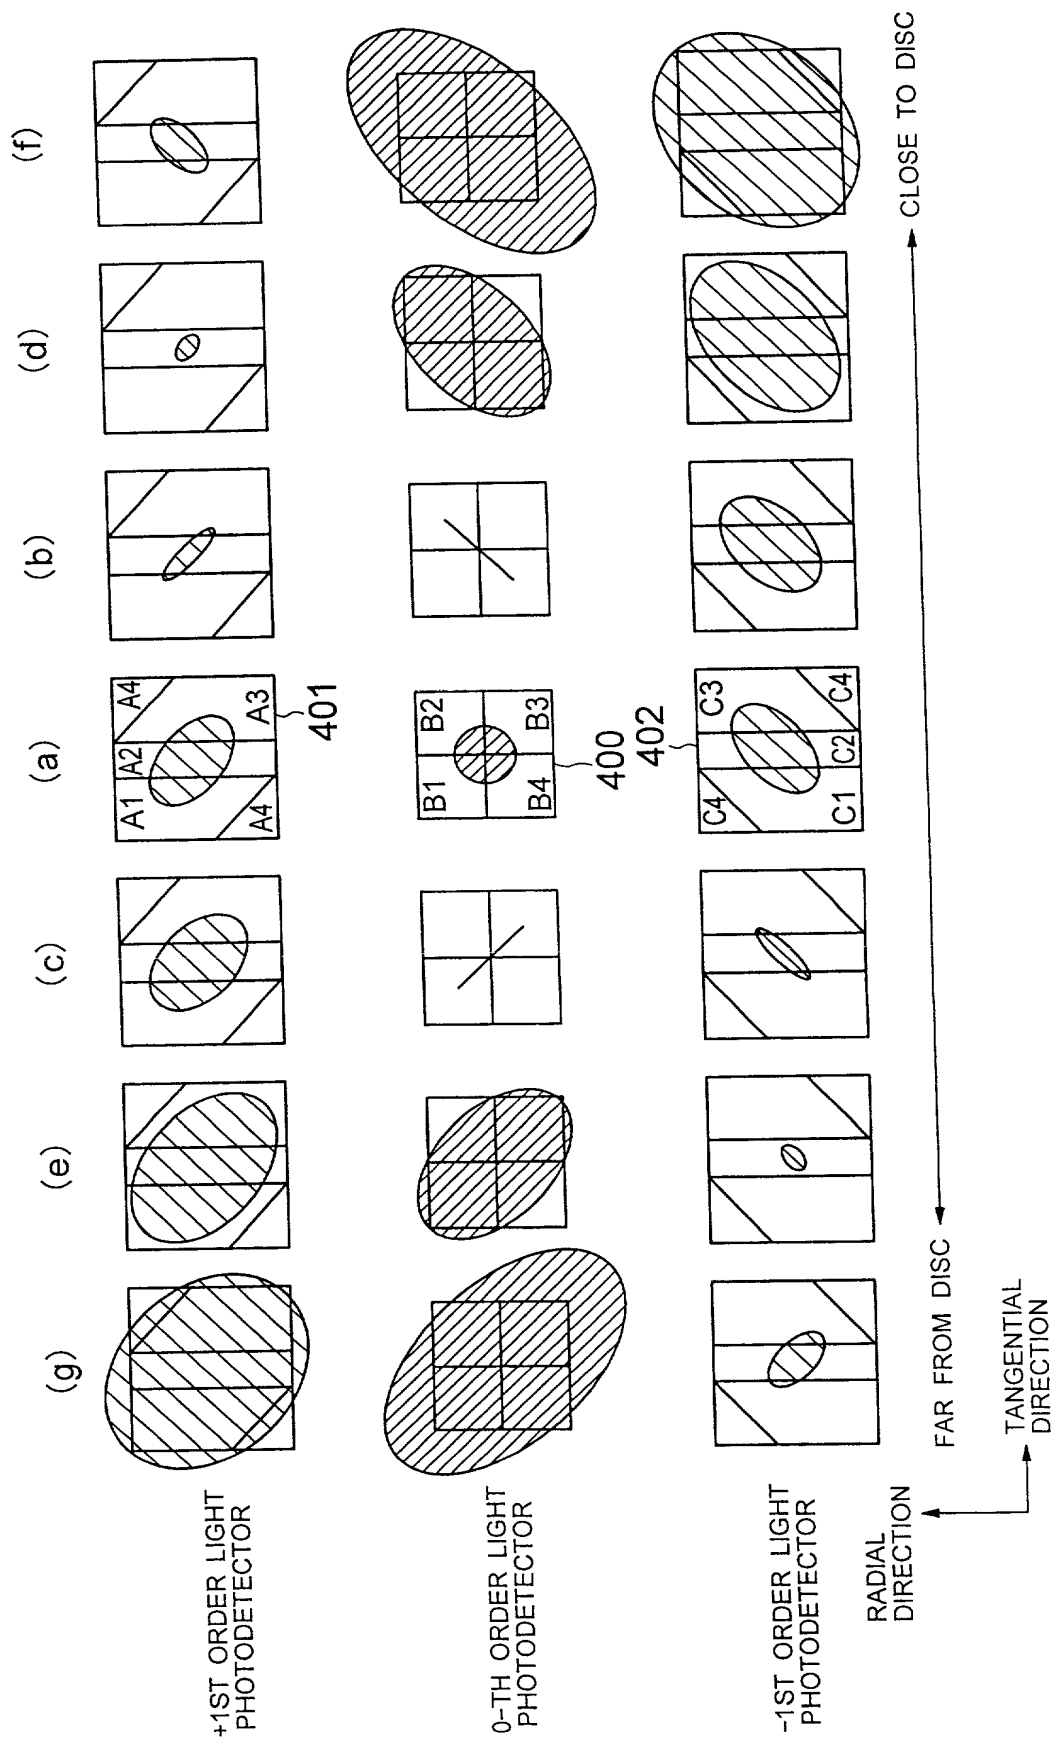 (g)
(e)
(c)
(a)
(b)
(d)
(f)
+1ST ORDER LIGHT
PHOTODETECTOR
A1
A2
A4
A4
A3
401
0-TH ORDER LIGHT
PHOTODETECTOR
B1
B2
B4
B3
400
402
-1ST ORDER LIGHT
PHOTODETECTOR
C4
C3
C1
C2
C4
FAR FROM DISC
CLOSE TO DISC
RADIAL
DIRECTION
TANGENTIAL
DIRECTION